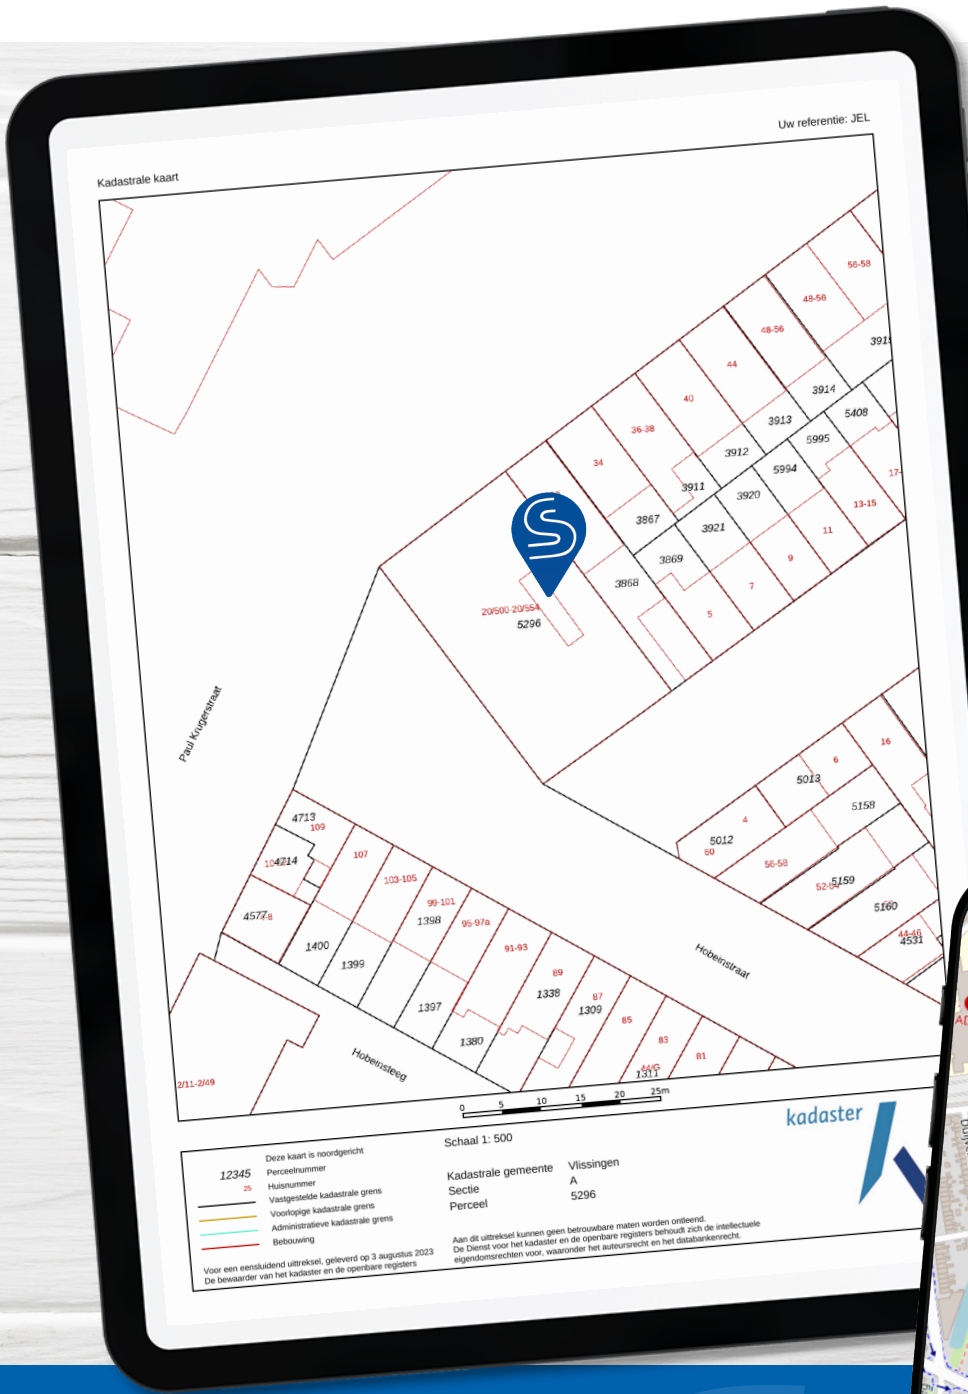 Uw referentie: JEL
Kadastrale kaart
56-58
48-56
48-56
3915
44
3914
40
5408
3913
36-38
5995
3912
34
5994
17-
3911
3920
13-15
3867
3921
11
3869
9
3868
7
20/500-20/554
5
5296
Paul Krugerstraat
16
6
5013
5158
4713
109
4
5012
60
107
4714
56-58
103-105
5159
99-101
5160
4577
1398
95-97a
44-46
4531
1400
91-93
1399
Hobeinstraat
89
1338
87
1309
1397
85
83
1380
81
Hobeinsteeg
1311
2/11-2/49
0 5 10 15 20 25m
kadaster
Schaal 1: 500
Deze kaart is noordgericht
12345 Perceelnummer
25 Huisnummer
Vastgestelde kadastrale grens
Voorlopige kadastrale grens
Administratieve kadastrale grens
Bebouwing
Kadastrale gemeente Vlissingen
Sectie A
Perceel 5296
Voor een eensluidend uittreksel, geleverd op 3 augustus 2023
De bewaarder van het kadaster en de openbare registers
Aan dit uittreksel kunnen geen betrouwbare maten worden ontleend.
De Dienst voor het kadaster en de openbare registers behoudt zich de intellectuele
eigendomsrechten voor, waaronder het auteursrecht en het databankenrecht.